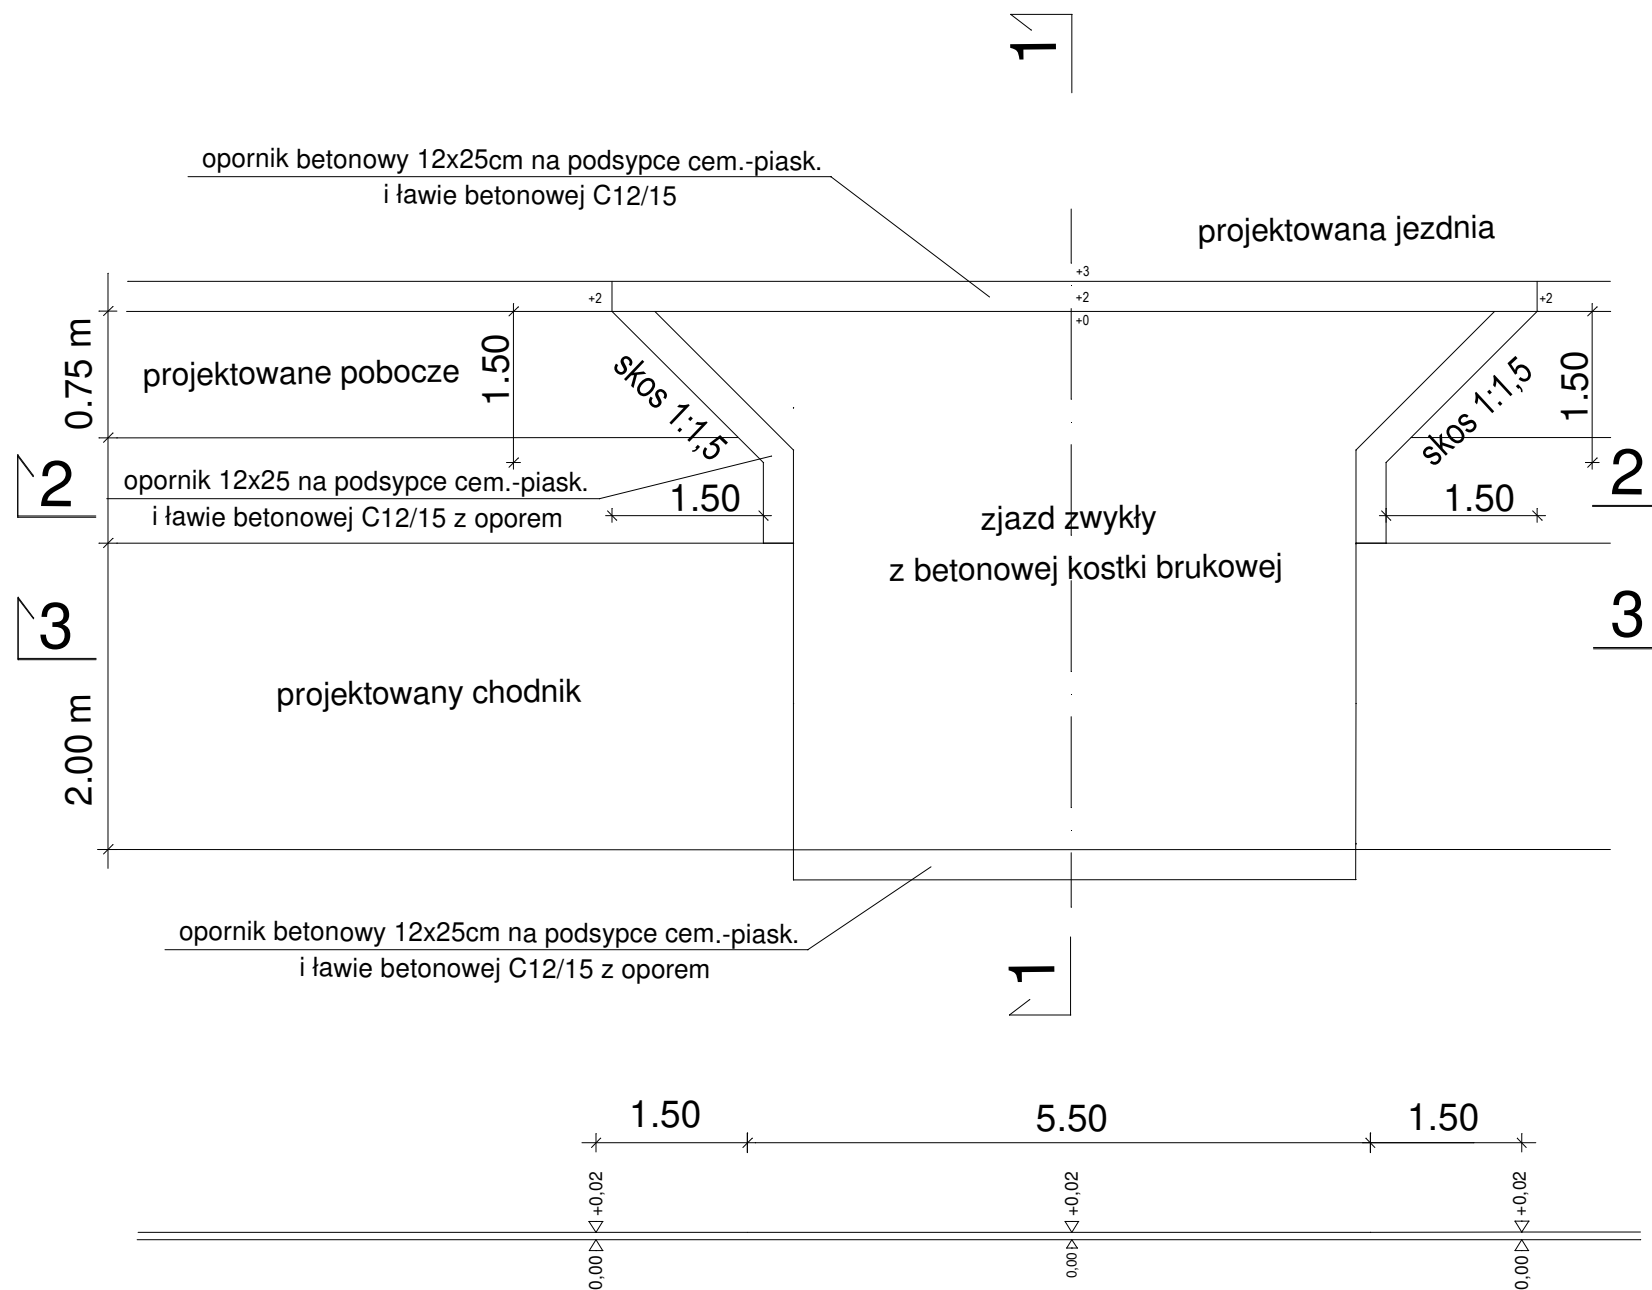 1
opornik betonowy 12x25cm na podsypce cem.-piask.
i ławie betonowej C12/15
projektowana jezdnia
+3
+2
+2
+2
+0
0.75 m
projektowane pobocze
1.50
skos 1:1,5
skos 1:1,5
1.50
2
opornik 12x25 na podsypce cem.-piask.
i ławie betonowej C12/15 z oporem
1.50
zjazd zwykły
z betonowej kostki brukowej
1.50
2
3
3
projektowany chodnik
2.00 m
opornik betonowy 12x25cm na podsypce cem.-piask.
i ławie betonowej C12/15 z oporem
1
1.50
5.50
1.50
+0,02
+0,02
+0,02
0,00
0,00
0,00